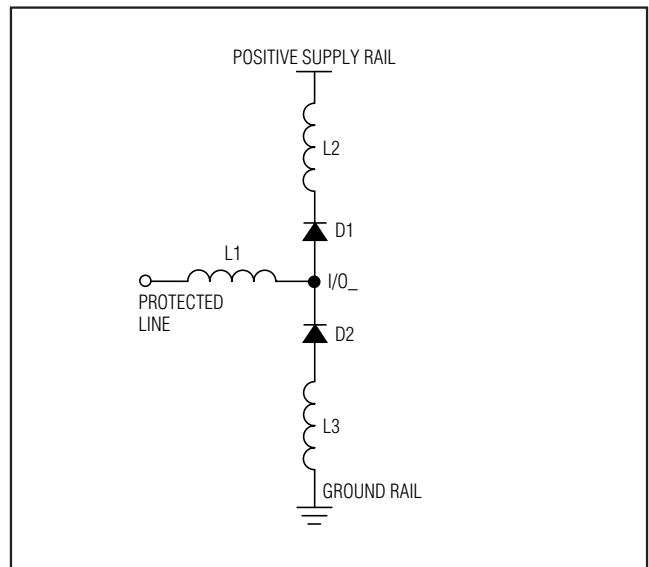 POSITIVE SUPPLY RAIL
L2
D1
L1
I/O_
PROTECTED
LINE
D2
L3
GROUND RAIL